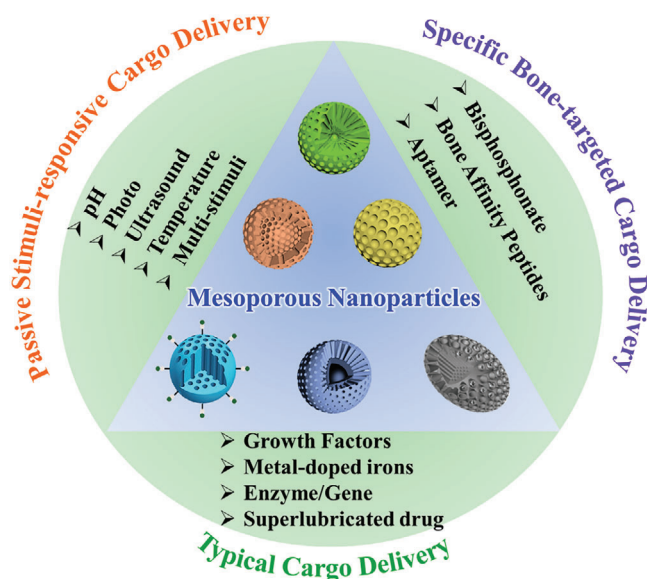 Passive Stimuli-responsive Cargo Delivery
➢ pH
➢ Photo
➢ Ultrasound
➢ Temperature
➢ Multi-stimuli
Specific Bone-targeted Cargo Delivery
➢ Bisphosphonate
➢ Bone Affinity Peptides
➢ Aptamer
Mesoporous Nanoparticles
➢ Growth Factors
➢ Metal-doped irons
➢ Enzyme/Gene
➢ Superlubricated drug
Typical Cargo Delivery